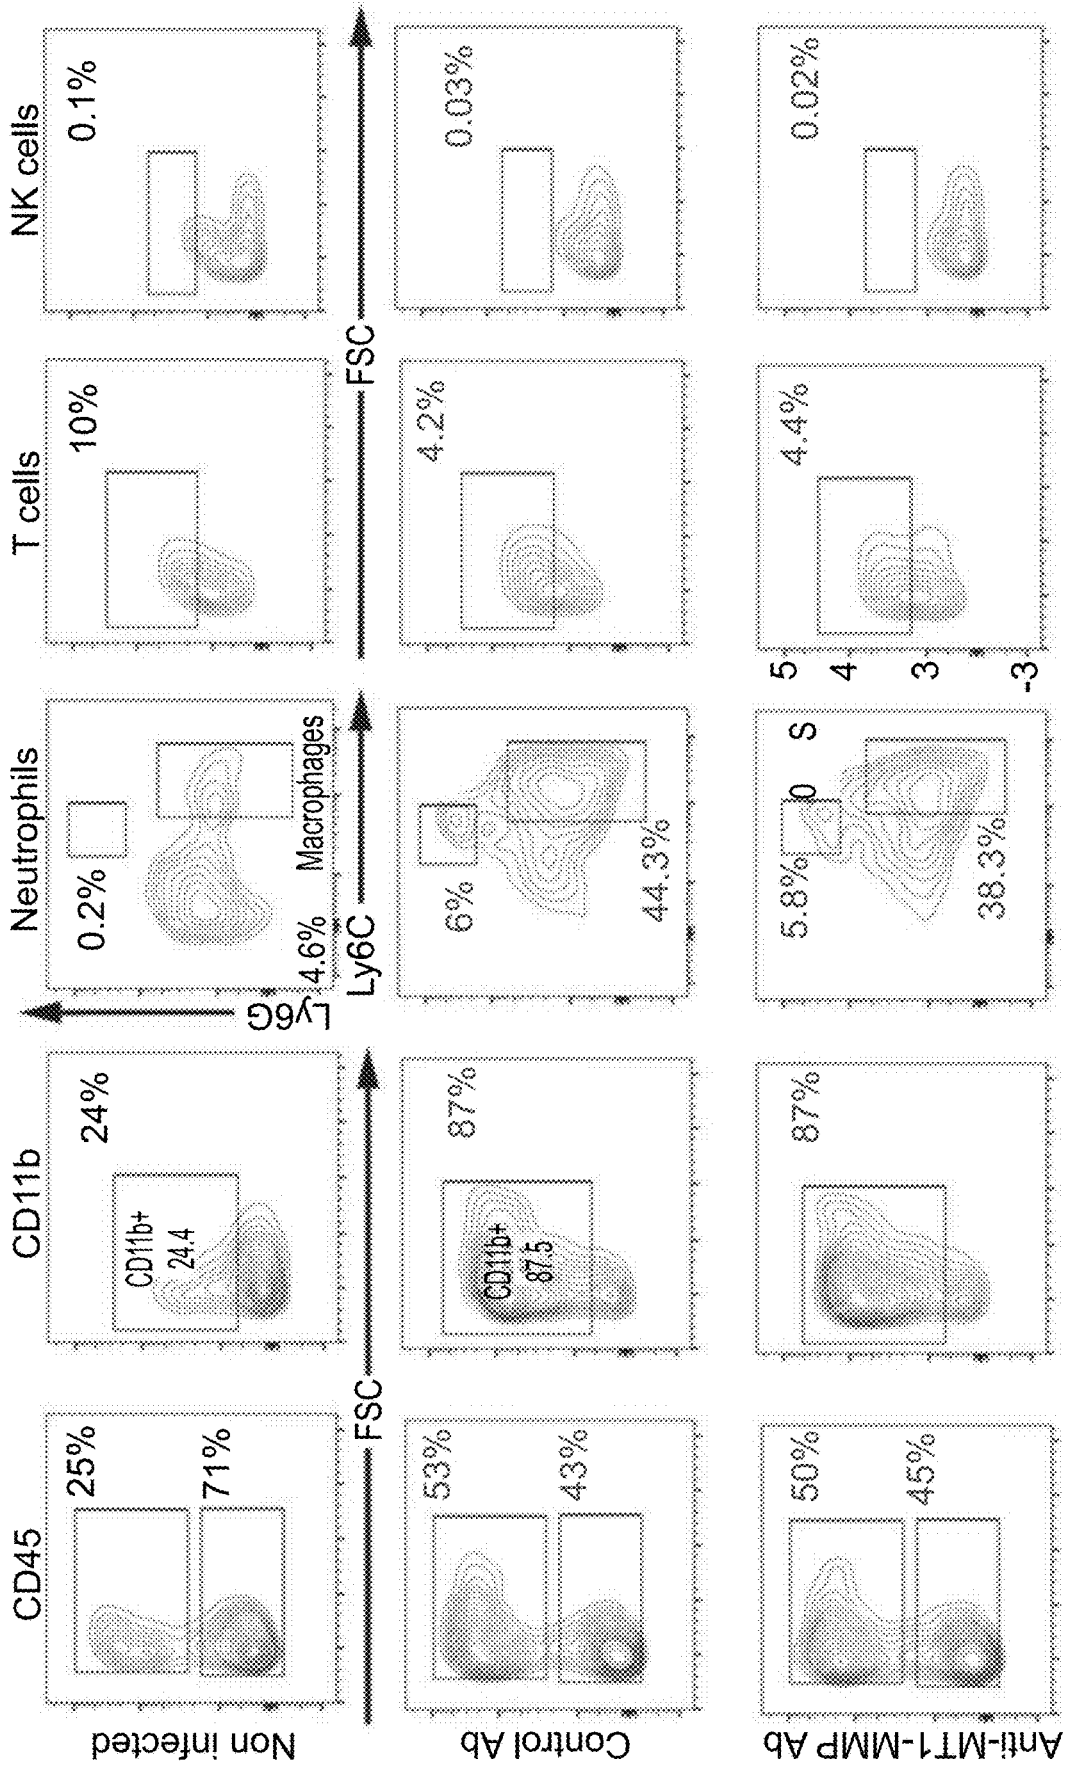 CD45
CD11b
Neutrophils
T cells
NK cells
Non infected
25%
71%
24%
CD11b+
24.4
0.2%
4.6%
Macrophages
10%
0.1%
Ly6G
FSC
Ly6C
FSC
Control Ab
53%
43%
87%
CD11b+
87.5
6%
44.3%
4.2%
0.03%
Anti-MT1-MMP Ab
50%
45%
87%
5.8%
38.3%
0 S
5
4
3
-3
4.4%
0.02%